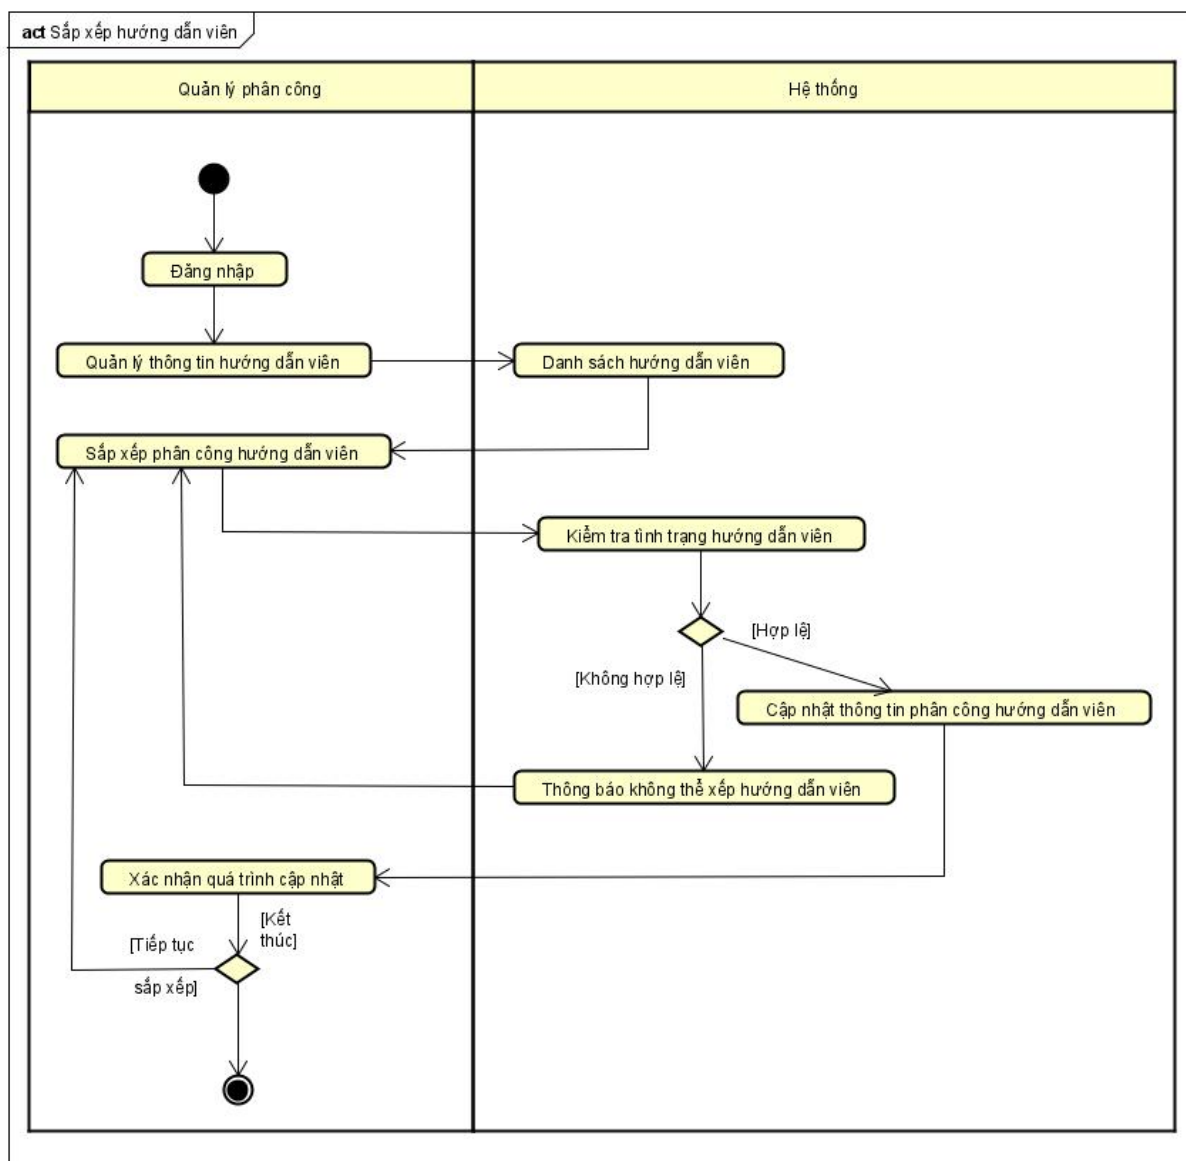 act Sắp xếp hướng dẫn viên
Quản lý phân công
Hệ thống
Đăng nhập
Quản lý thông tin hướng dẫn viên
Danh sách hướng dẫn viên
Sắp xếp phân công hướng dẫn viên
Kiểm tra tình trạng hướng dẫn viên
[Hợp lệ]
[Không hợp lệ]
Cập nhật thông tin phân công hướng dẫn viên
Thông báo không thể xếp hướng dẫn viên
Xác nhận quá trình cập nhật
[Kết
thúc]
[Tiếp tục
sắp xếp]